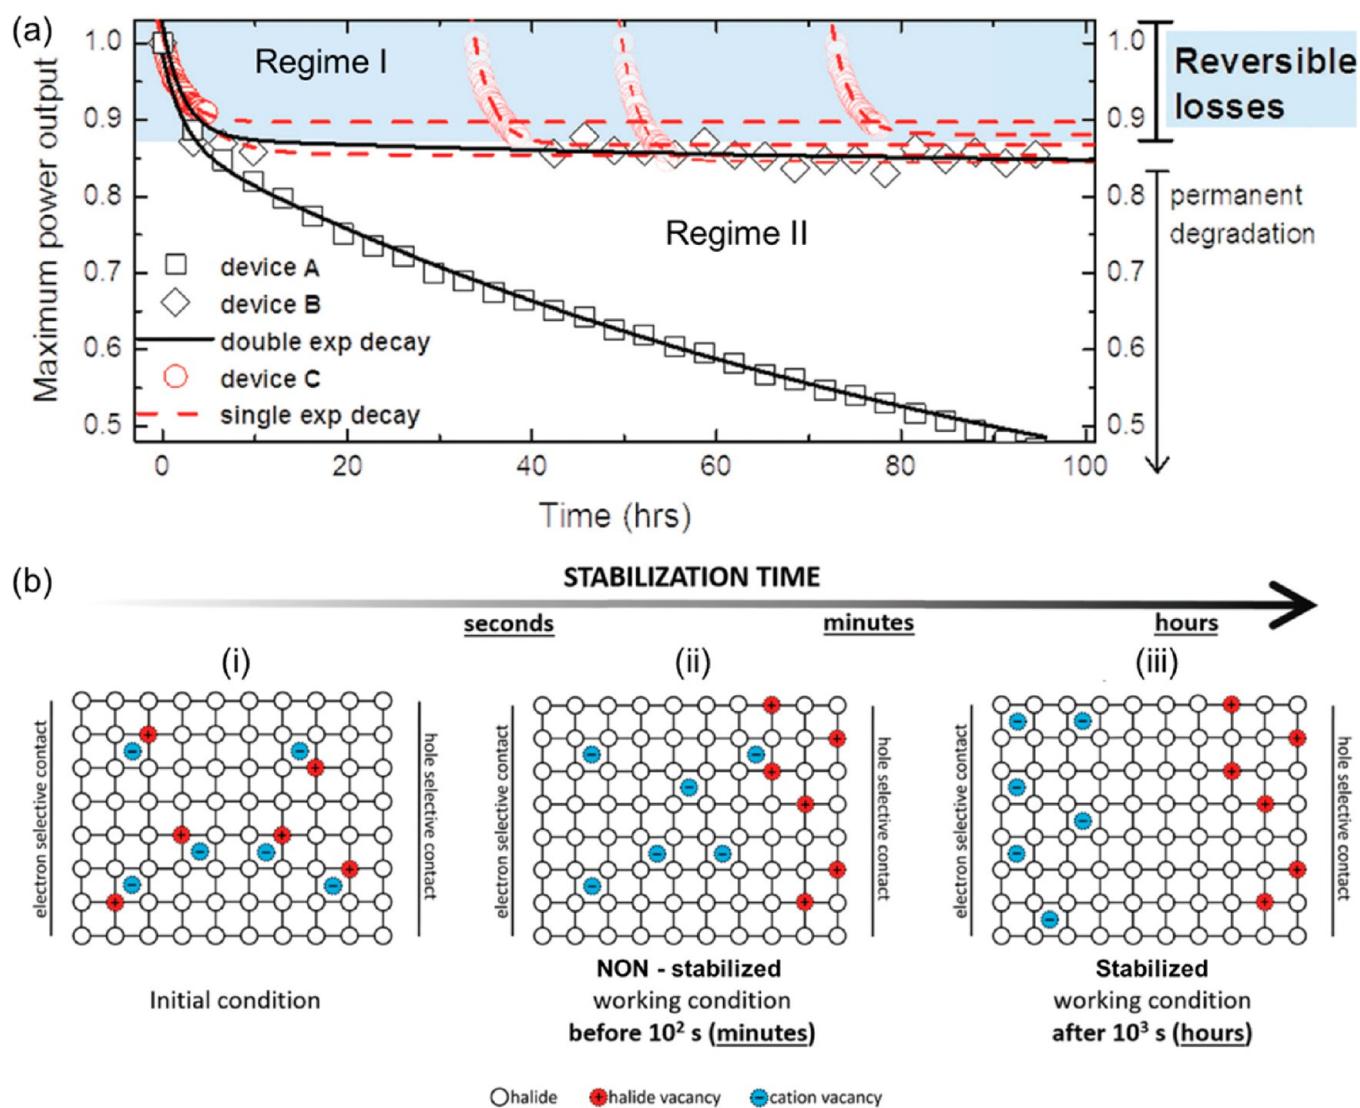 (a)
Maximum power output
1.0
0.9
0.8
0.7
0.6
0.5
Regime I
Regime II
device A
device B
double exp decay
device C
single exp decay
0 20 40 60 80 100
Time (hrs)
1.0
0.9
0.8
0.7
0.6
0.5
Reversible
losses
permanent
degradation
(b)
STABILIZATION TIME
seconds minutes hours
(i) (ii) (iii)
electron selective contact
hole selective contact
electron selective contact
hole selective contact
electron selective contact
hole selective contact
Initial condition
NON - stabilized
working condition
before 10² s (minutes)
Stabilized
working condition
after 10³ s (hours)
halide halide vacancy cation vacancy